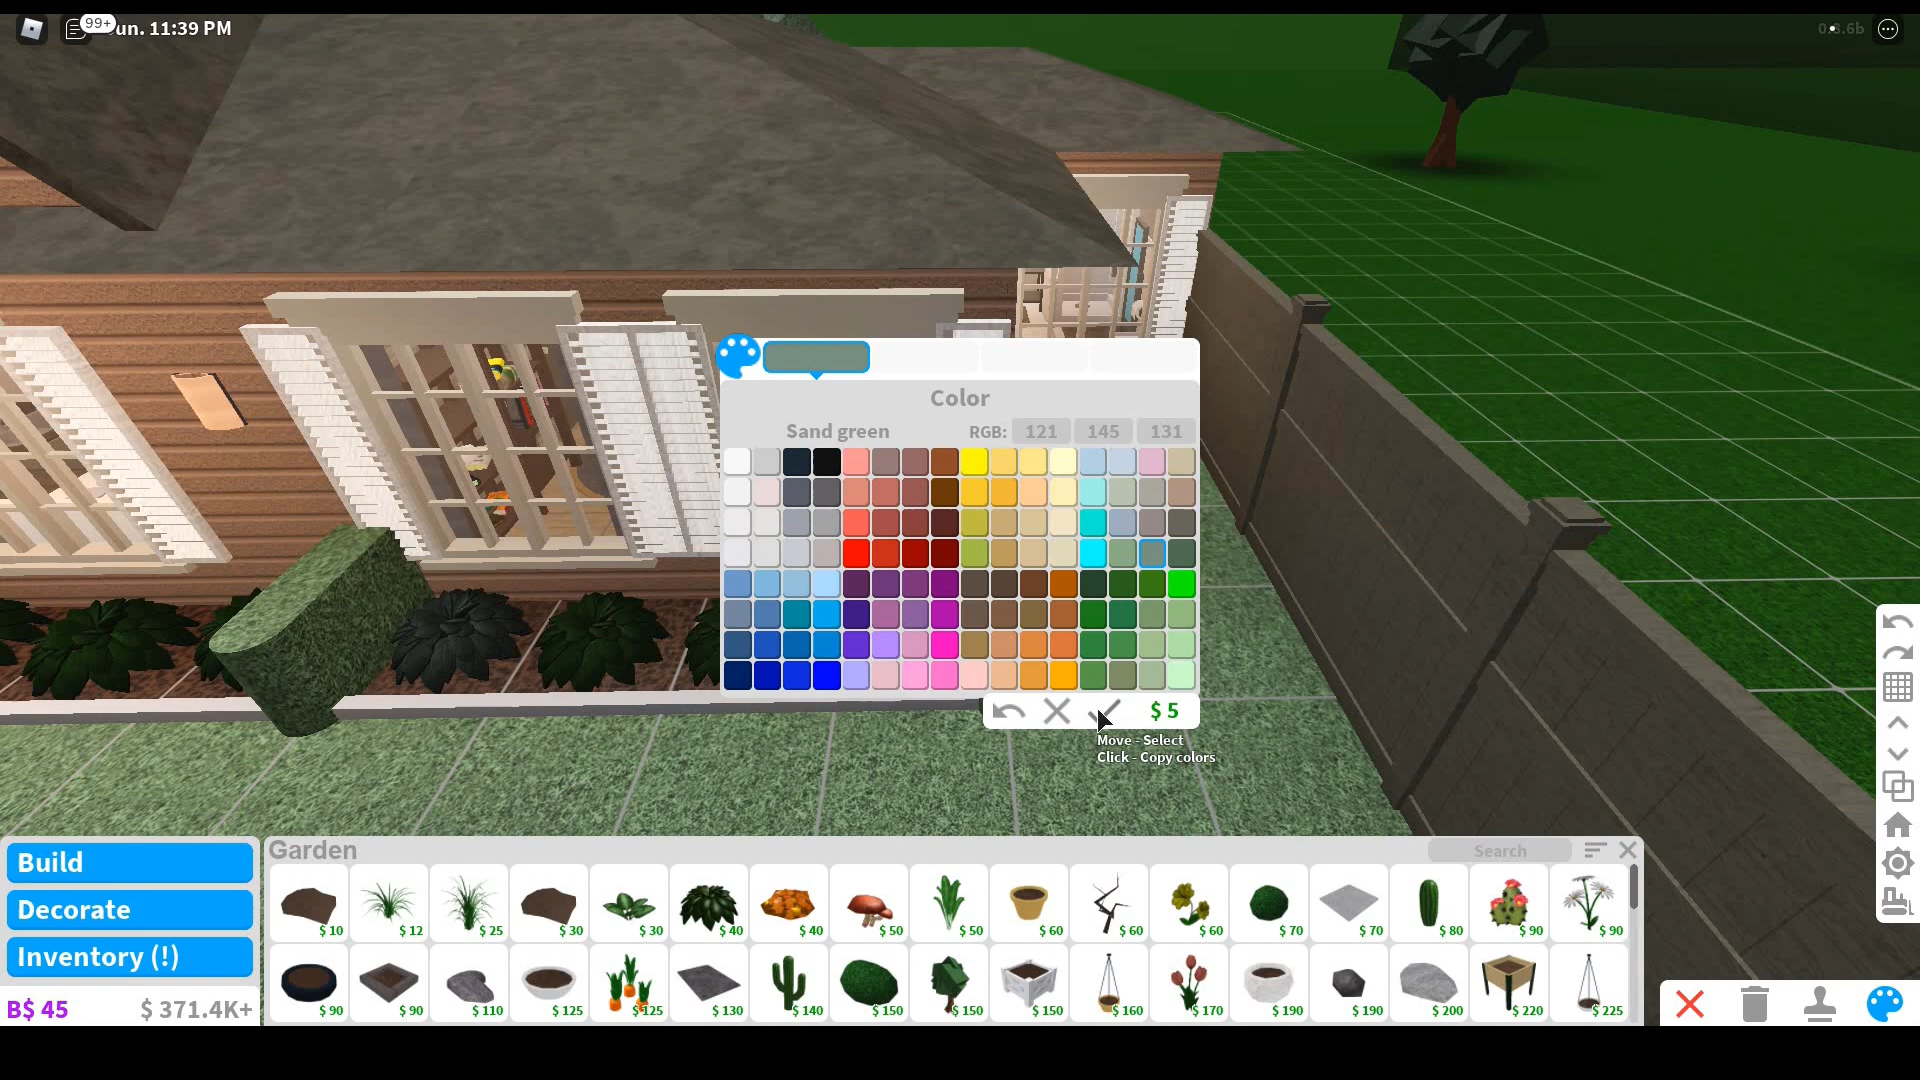 99+
un. 11:39 PM
Color
Sand green
RGB: 121 145 131
$ 5
Move - Select
Click - Copy colors
Build
Decorate
Inventory (!)
B$ 45
$ 371.4K+
Garden
Search
$ 10 $ 12 $ 25 $ 30 $ 30 $ 40 $ 40 $ 50 $ 50 $ 60 $ 60 $ 60 $ 70 $ 70 $ 80 $ 90 $ 90
$ 90 $ 90 $ 110 $ 125 $ 125 $ 130 $ 140 $ 150 $ 150 $ 150 $ 160 $ 170 $ 190 $ 190 $ 200 $ 220 $ 225